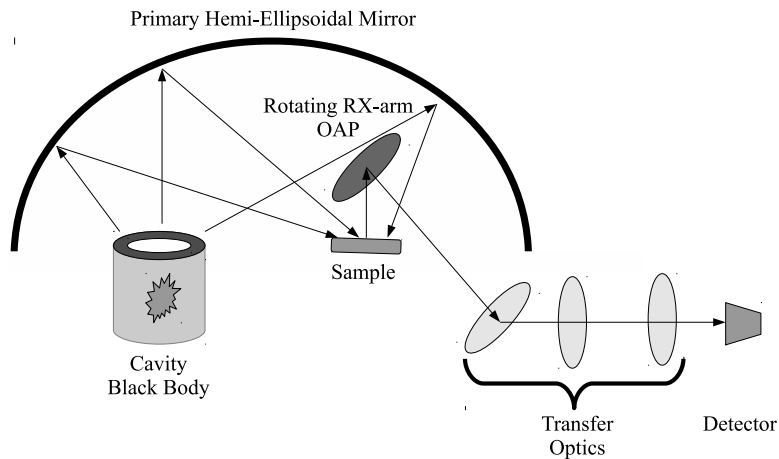 Primary Hemi-Ellipsoidal Mirror
Rotating RX-arm
OAP
Sample
Cavity
Black Body
Transfer
Optics
Detector